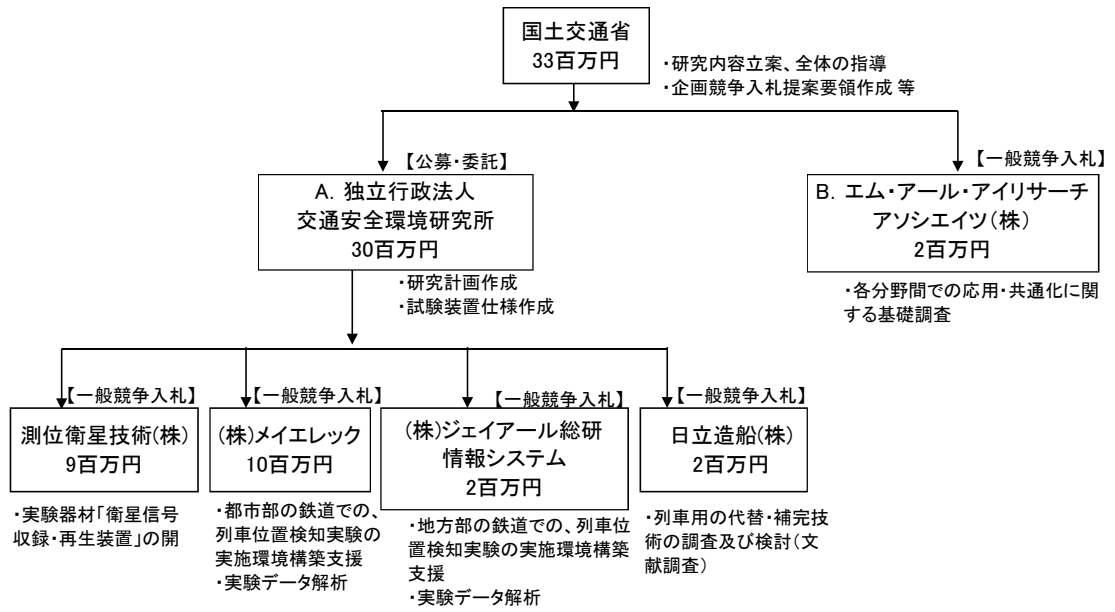 国土交通省
33百万円
・研究内容立案、全体の指導
・企画競争入札提案要領作成 等
【公募・委託】
A. 独立行政法人
交通安全環境研究所
30百万円
・研究計画作成
・試験装置仕様作成
【一般競争入札】
B. エム・アール・アイリサーチ
アソシエイツ(株)
2百万円
・各分野間での応用・共通化に関
する基礎調査
【一般競争入札】
測位衛星技術(株)
9百万円
・実験器材「衛星信号
収録・再生装置」の開
【一般競争入札】
(株)メイエレック
10百万円
・都市部の鉄道での、
列車位置検知実験の
実施環境構築支援
・実験データ解析
【一般競争入札】
(株)ジェイアール総研
情報システム
2百万円
・地方部の鉄道での、列車位
置検知実験の実施環境構築
支援
・実験データ解析
【一般競争入札】
日立造船(株)
2百万円
・列車用の代替・補完技
術の調査及び検討(文
献調査)